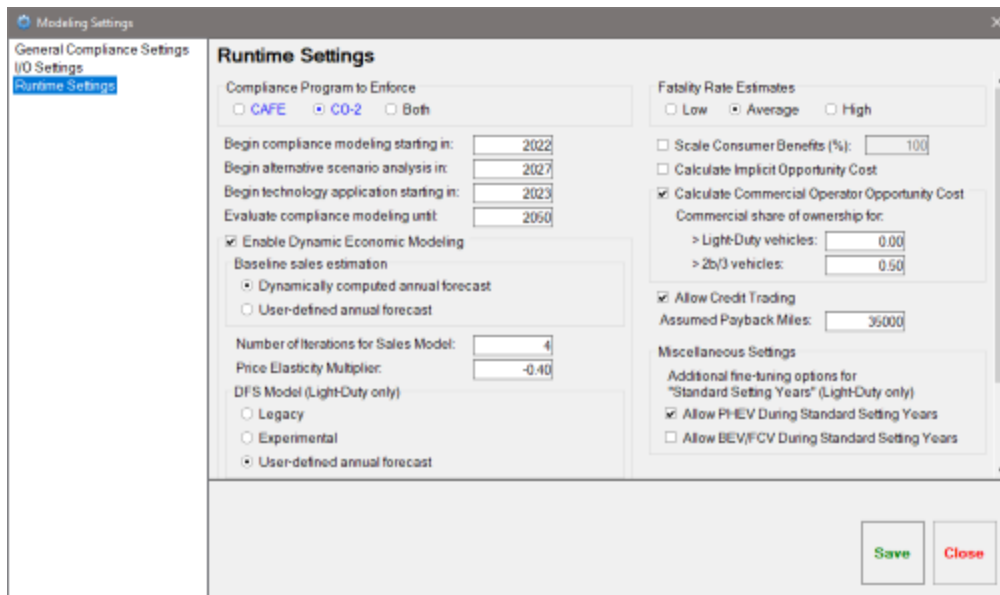 Modeling Settings
General Compliance Settings
I/O Settings
Runtime Settings
Runtime Settings
Compliance Program to Enforce
CAFE CO-2 Both
Begin compliance modeling starting in: 2022
Begin alternative scenario analysis in: 2027
Begin technology application starting in: 2023
Evaluate compliance modeling until: 2050
Enable Dynamic Economic Modeling
Baseline sales estimation
Dynamically computed annual forecast
User-defined annual forecast
Number of Iterations for Sales Model: 4
Price Elasticity Multiplier: -0.40
DFS Model (Light-Duty only)
Legacy
Experimental
User-defined annual forecast
Fatality Rate Estimates
Low Average High
Scale Consumer Benefits (%): 100
Calculate Implicit Opportunity Cost
Calculate Commercial Operator Opportunity Cost
Commercial share of ownership for:
> Light-Duty vehicles: 0.00
> 2b/3 vehicles: 0.50
Allow Credit Trading
Assumed Payback Miles: 35000
Miscellaneous Settings
Additional fine-tuning options for
"Standard Setting Years" (Light-Duty only)
Allow PHEV During Standard Setting Years
Allow BEV/FCV During Standard Setting Years
Save Close